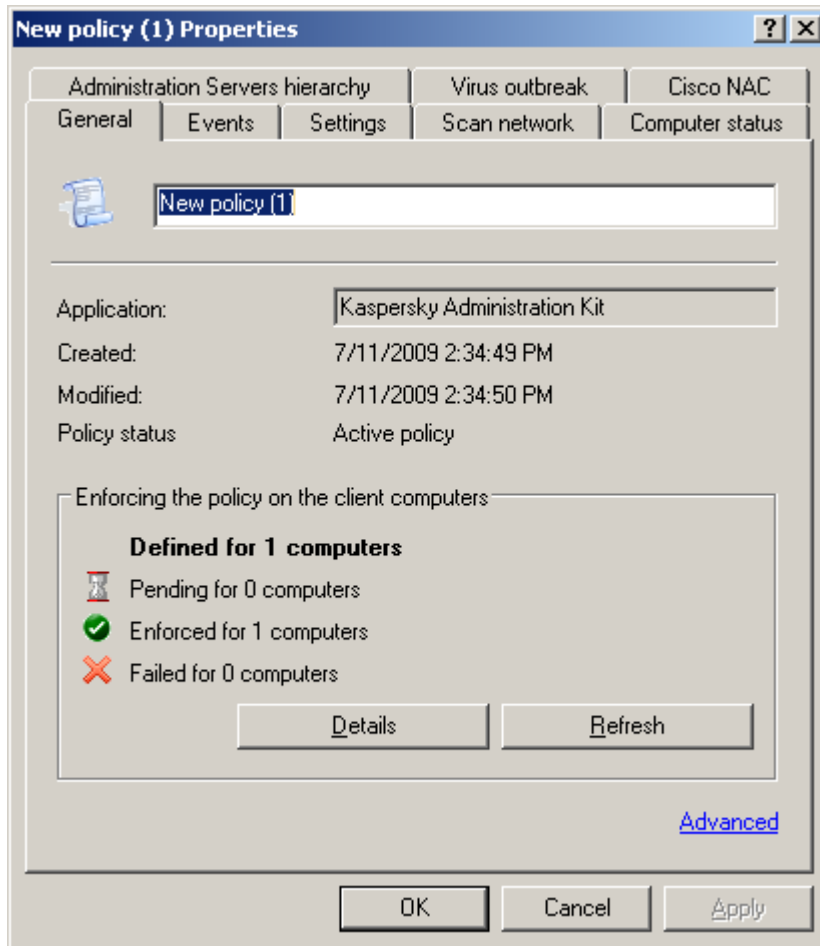 New policy (1) Properties
Administration Servers hierarchy Virus outbreak Cisco NAC
General Events Settings Scan network Computer status
New policy (1)
Application: Kaspersky Administration Kit
Created: 7/11/2009 2:34:49 PM
Modified: 7/11/2009 2:34:50 PM
Policy status Active policy
Enforcing the policy on the client computers
Defined for 1 computers
Pending for 0 computers
Enforced for 1 computers
Failed for 0 computers
Details Refresh
Advanced
OK Cancel Apply